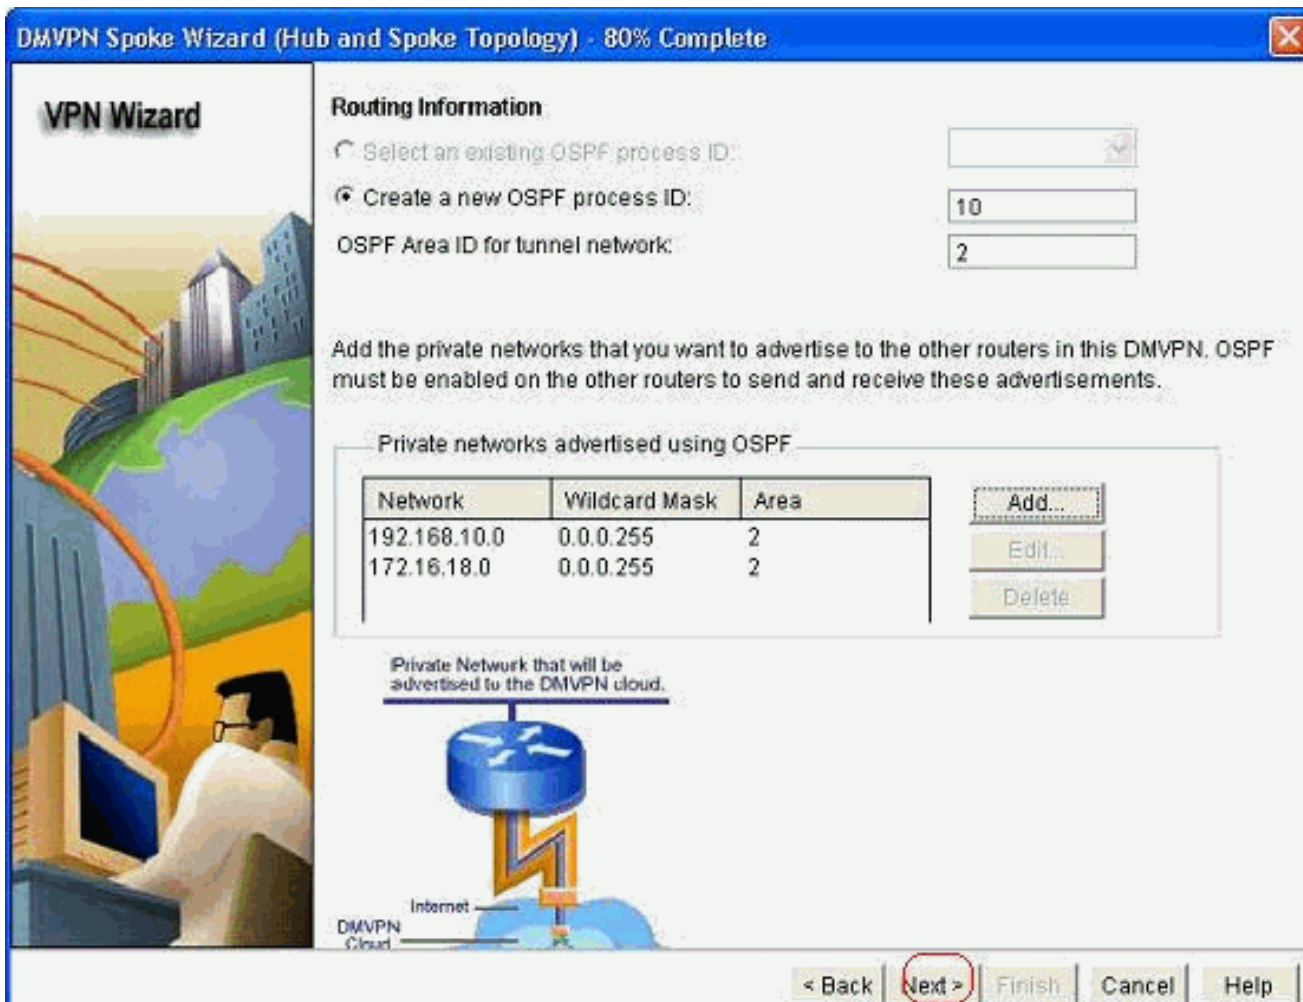 DMVPN Spoke Wizard (Hub and Spoke Topology) - 80% Complete
VPN Wizard
Routing Information
Select an existing OSPF process ID:
Create a new OSPF process ID:
10
OSPF Area ID for tunnel network:
2
Add the private networks that you want to advertise to the other routers in this DMVPN. OSPF
must be enabled on the other routers to send and receive these advertisements.
Private networks advertised using OSPF
Network Wildcard Mask Area
192.168.10.0 0.0.0.255 2
172.16.18.0 0.0.0.255 2
Add...
Edit...
Delete
Private Network that will be
advertised to the DMVPN cloud.
Internet
DMVPN
Cloud
< Back Next > Finish Cancel Help